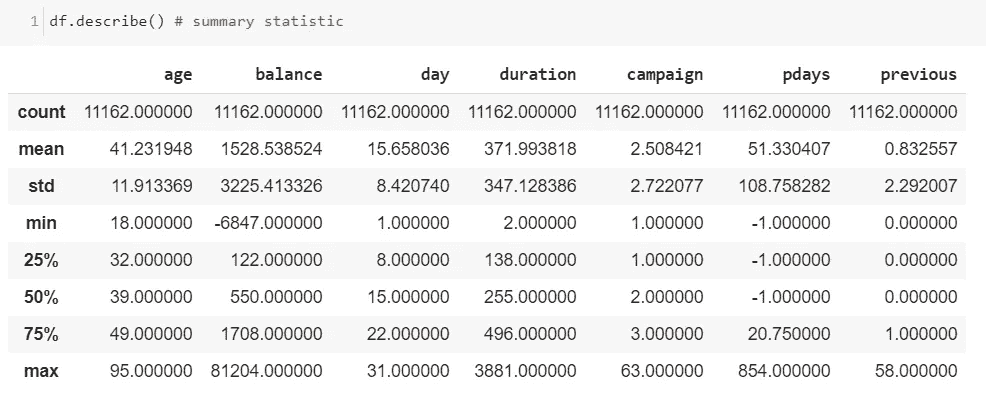 1 df.describe() # summary statistic
age balance day duration campaign pdays previous
count 11162.000000 11162.000000 11162.000000 11162.000000 11162.000000 11162.000000 11162.000000
mean 41.231948 1528.538524 15.658036 371.993818 2.508421 51.330407 0.832557
std 11.913369 3225.413326 8.420740 347.128386 2.722077 108.758282 2.292007
min 18.000000 -6847.000000 1.000000 2.000000 1.000000 -1.000000 0.000000
25% 32.000000 122.000000 8.000000 138.000000 1.000000 -1.000000 0.000000
50% 39.000000 550.000000 15.000000 255.000000 2.000000 -1.000000 0.000000
75% 49.000000 1708.000000 22.000000 496.000000 3.000000 20.750000 1.000000
max 95.000000 81204.000000 31.000000 3881.000000 63.000000 854.000000 58.000000